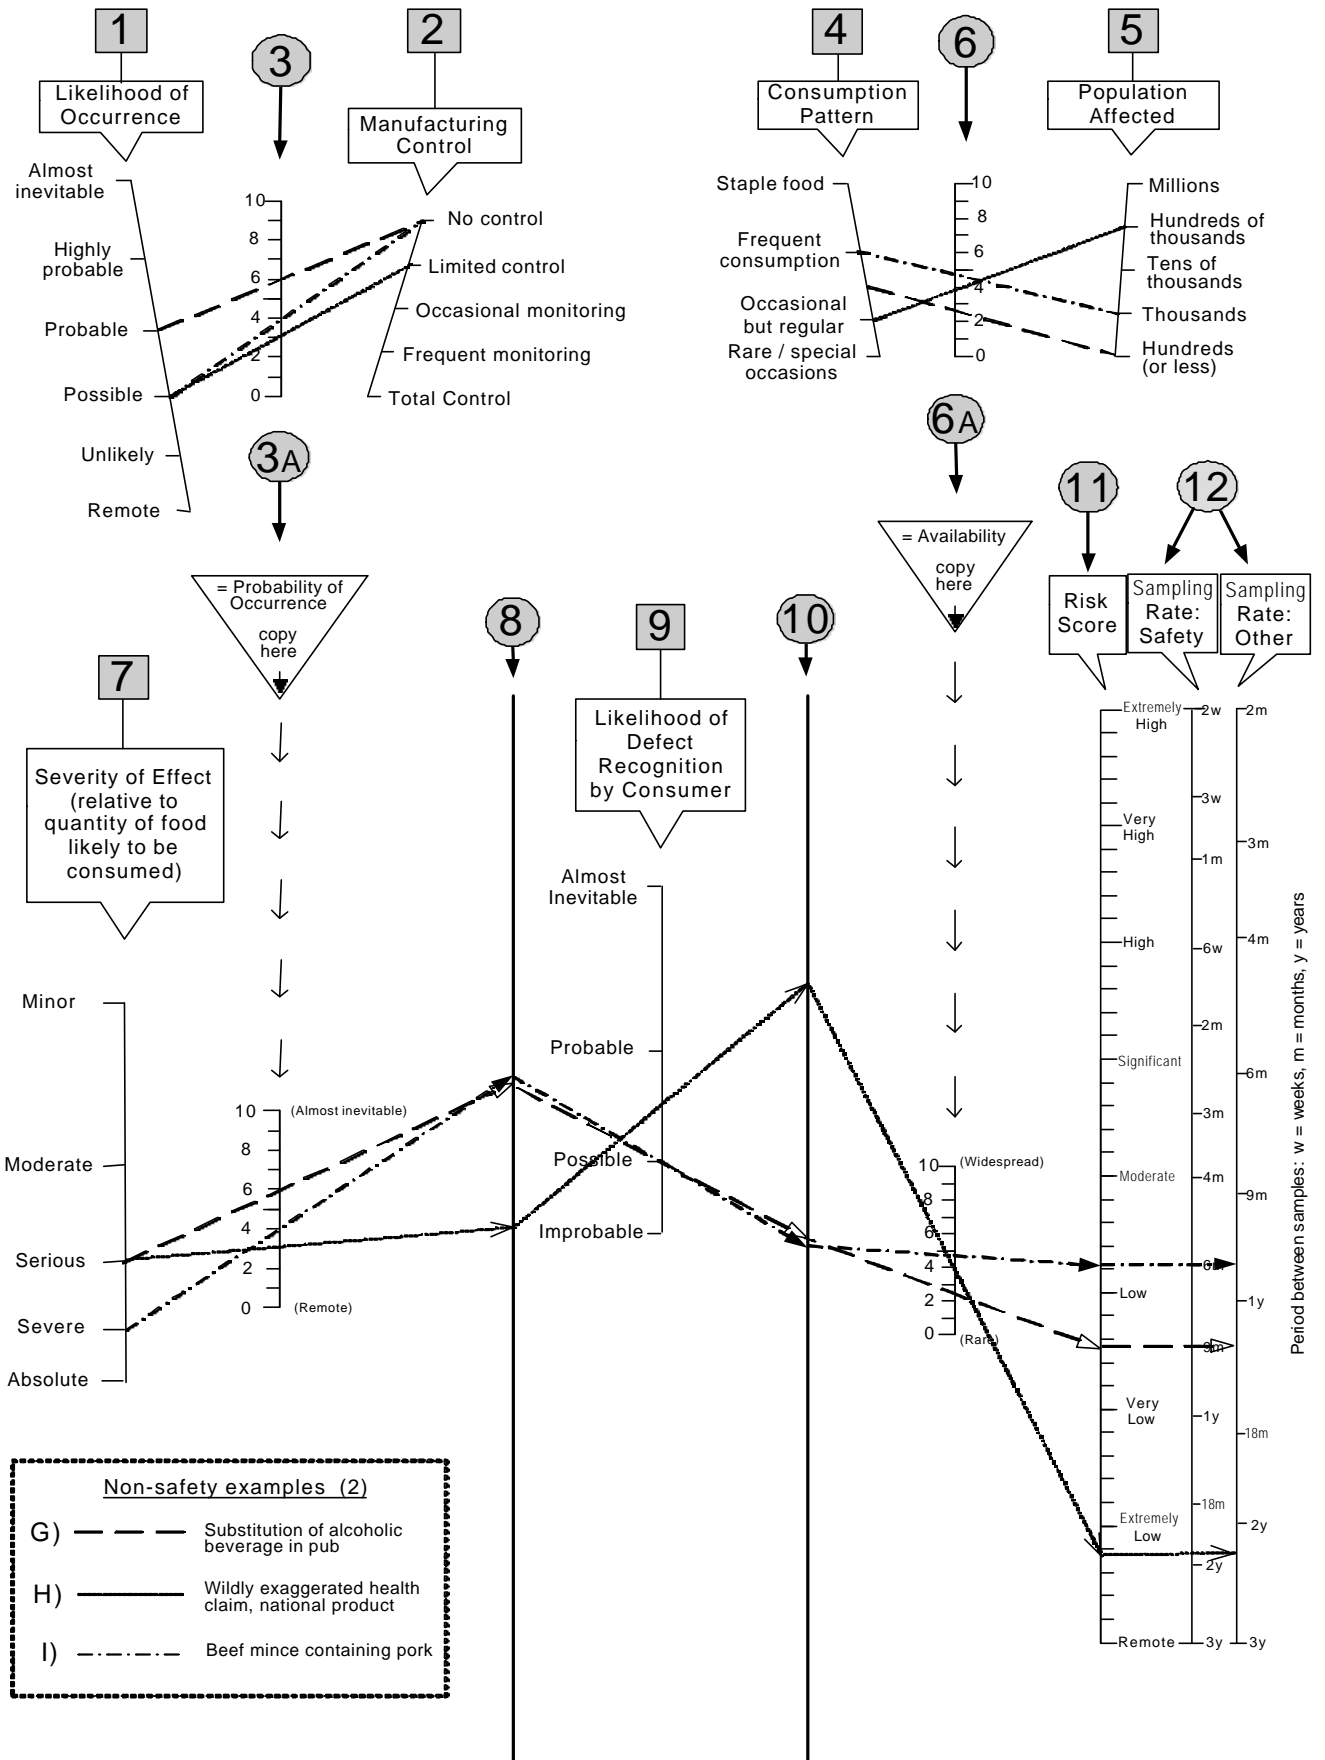 1
3
2
4
6
5
Likelihood of
Occurrence
Manufacturing
Control
Consumption
Pattern
Population
Affected
Almost
inevitable
Highly
probable
Probable
Possible
Unlikely
Remote
10
8
6
4
2
0
No control
Limited control
Occasional monitoring
Frequent monitoring
Total Control
Staple food
Frequent
consumption
Occasional
but regular
Rare / special
occasions
10
8
6
4
2
0
Millions
Hundreds of
thousands
Tens of
thousands
Thousands
Hundreds
(or less)
3A
6A
11
12
= Probability of
Occurrence
copy
here
= Availability
copy
here
Risk
Score
Sampling
Rate:
Safety
Sampling
Rate:
Other
7
8
9
10
Severity of Effect
(relative to
quantity of food
likely to be
consumed)
Likelihood of
Defect
Recognition
by Consumer
Minor
Moderate
Serious
Severe
Absolute
10 (Almost inevitable)
8
6
4
2
0 (Remote)
Almost
Inevitable
Probable
Possible
Improbable
10 (Widespread)
8
6
4
2
0
(Rare)
Extremely
High
Very
High
High
Significant
Moderate
Low
Very
Low
Extremely
Low
Remote
2w
3w
1m
6w
2m
3m
4m
6m
9m
1y
18m
2y
3y
2m
3m
4m
6m
9m
1y
18m
2y
3y
Period between samples: w = weeks, m = months, y = years
Non-safety examples (2)
G) Substitution of alcoholic
beverage in pub
H) Wildly exaggerated health
claim, national product
I) Beef mince containing pork